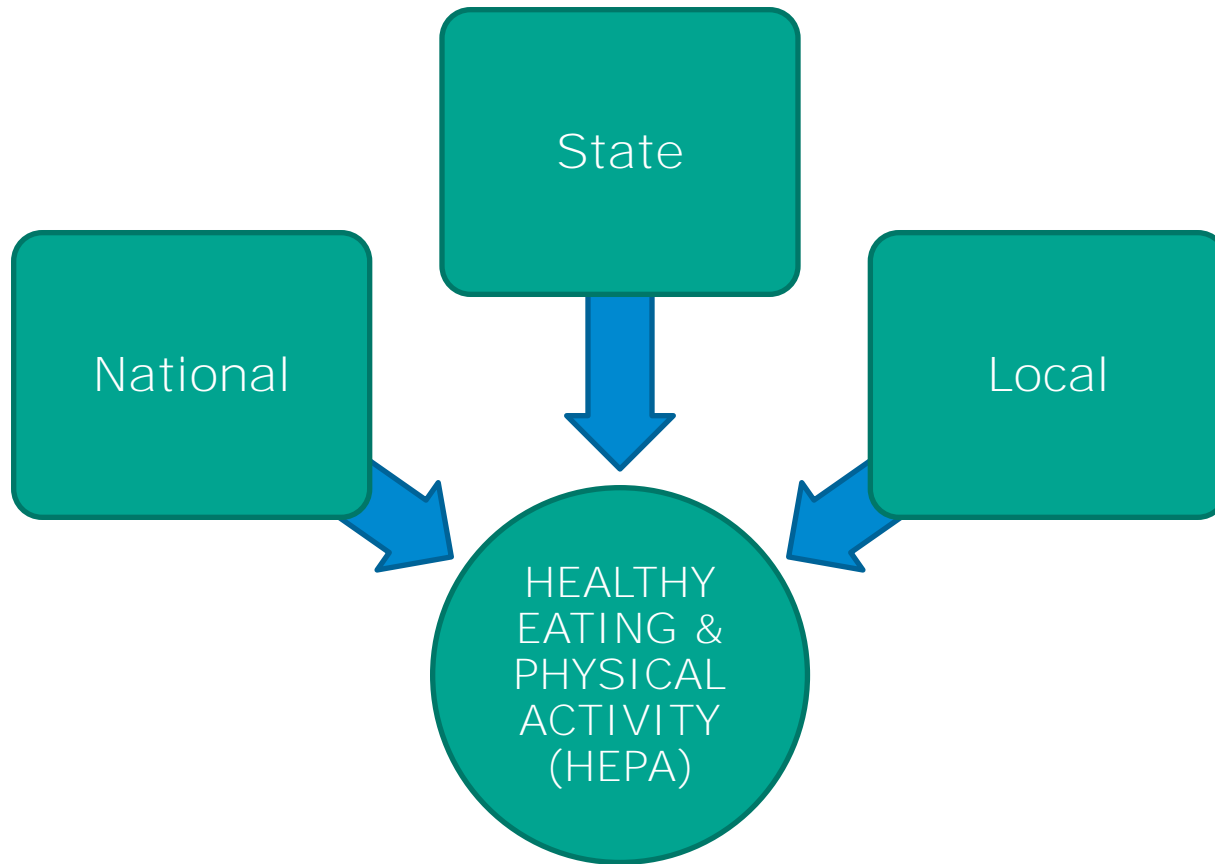 State
National
Local
HEALTHY
EATING &
PHYSICAL
ACTIVITY
(HEPA)